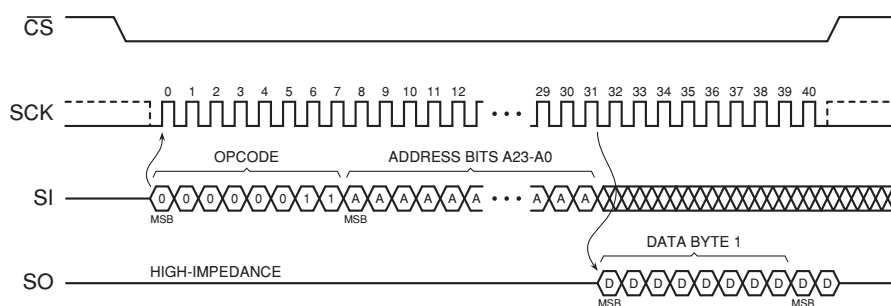 CS
0 1 2 3 4 5 6 7 8 9 10 11 12 29 30 31 32 33 34 35 36 37 38 39 40
SCK
OPCODE ADDRESS BITS A23-A0
SI 0 0 0 0 0 0 1 1 A A A A A A A A A
MSB MSB
DATA BYTE 1
SO HIGH-IMPEDANCE D D D D D D D D D D
MSB MSB